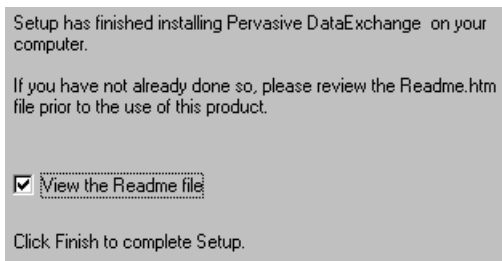 Setup has finished installing Pervasive DataExchange on your
computer.
If you have not already done so, please review the Readme.htm
file prior to the use of this product.
View the Readme file
Click Finish to complete Setup.